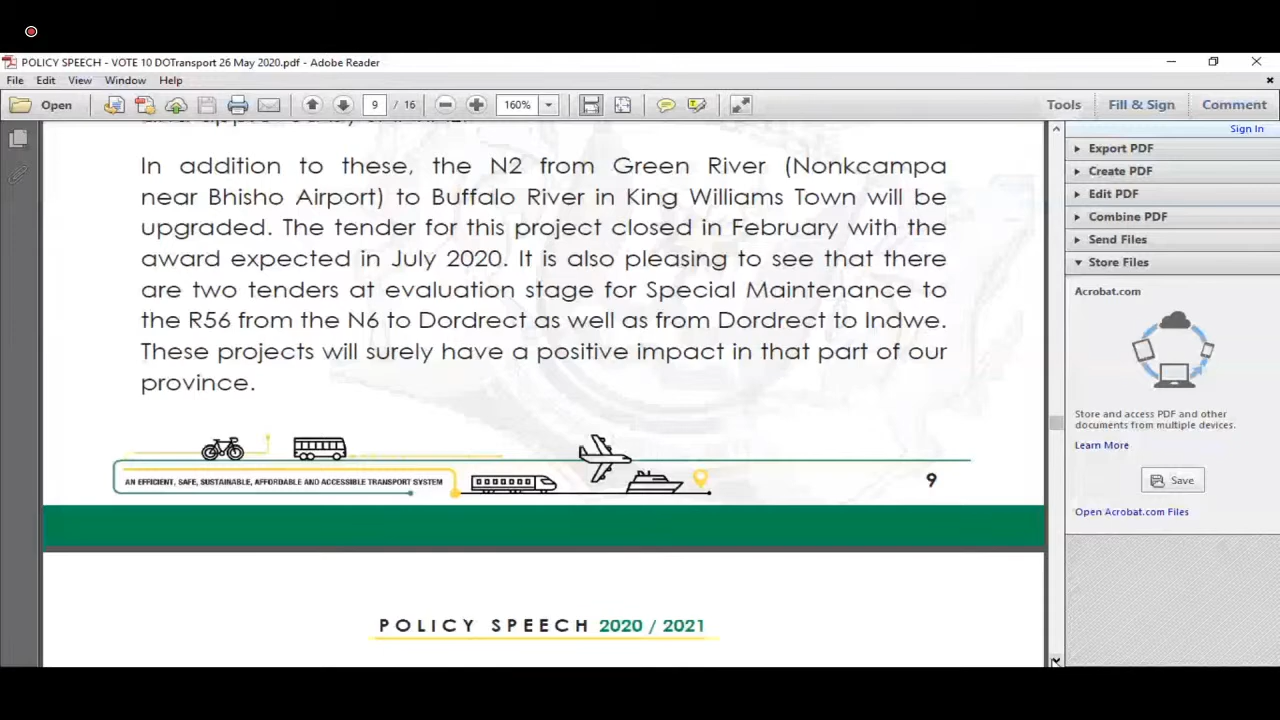 POLICY SPEECH - VOTE 10 DOTransport 26 May 2020.pdf - Adobe Reader
File Edit View Window Help
Open 9 / 16 160% Tools Fill & Sign Comment
Sign In
Export PDF
Create PDF
Edit PDF
Combine PDF
Send Files
Store Files
Acrobat.com
Store and access PDF and other
documents from multiple devices.
Learn More
Save
Open Acrobat.com Files
In addition to these, the N2 from Green River (Nonkcampa
near Bhisho Airport) to Buffalo River in King Williams Town will be
upgraded. The tender for this project closed in February with the
award expected in July 2020. It is also pleasing to see that there
are two tenders at evaluation stage for Special Maintenance to
the R56 from the N6 to Dordrect as well as from Dordrect to Indwe.
These projects will surely have a positive impact in that part of our
province.
AN EFFICIENT, SAFE, SUSTAINABLE, AFFORDABLE AND ACCESSIBLE TRANSPORT SYSTEM
9
POLICY SPEECH 2020 / 2021